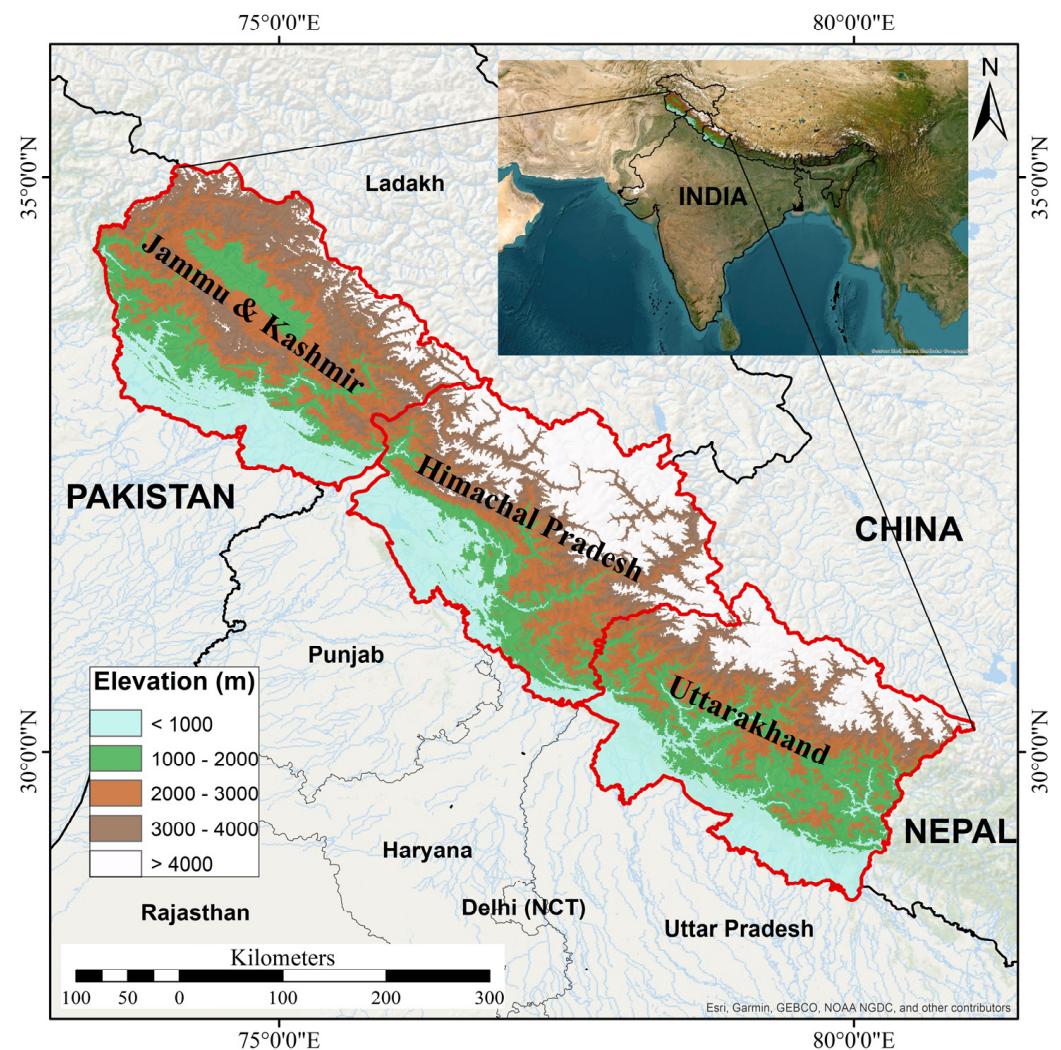 75°0'0"E 80°0'0"E
N
35°0'0"N
35°0'0"N
Ladakh
INDIA
Jammu & Kashmir
PAKISTAN
Himachal Pradesh
CHINA
Punjab
Elevation (m)
< 1000
1000 - 2000
2000 - 3000
3000 - 4000
> 4000
Uttarakhand
30°0'0"N
30°0'0"N
NEPAL
Haryana
Rajasthan
Delhi (NCT)
Uttar Pradesh
Kilometers
100 50 0 100 200 300
Esri, Garmin, GEBCO, NOAA NGDC, and other contributors
75°0'0"E 80°0'0"E